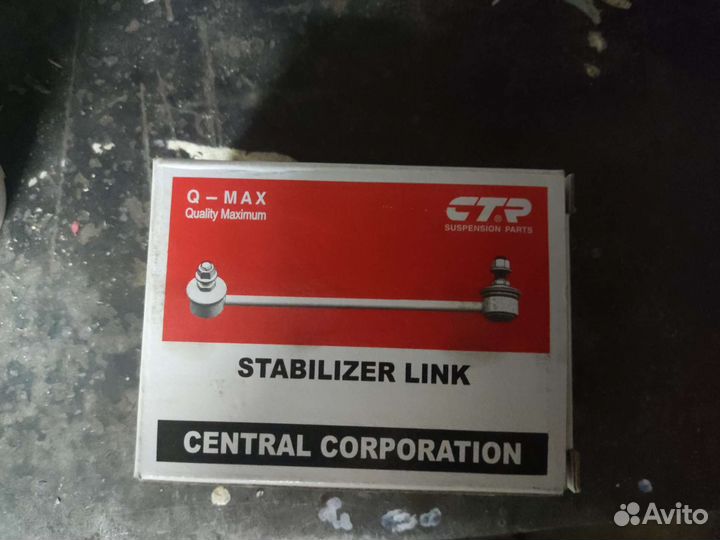 Q – MAX
Quality Maximum
CTR
®
SUSPENSION PARTS
STABILIZER LINK
CENTRAL CORPORATION
Avito